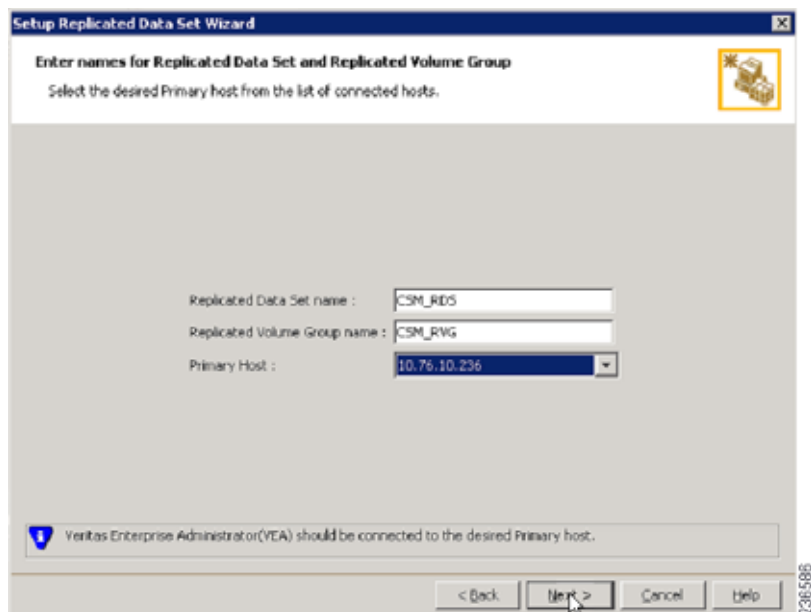 Setup Replicated Data Set Wizard
Enter names for Replicated Data Set and Replicated Volume Group
Select the desired Primary host from the list of connected hosts.
Replicated Data Set name : CSM_RDS
Replicated Volume Group name : CSM_RVG
Primary Host : 10.76.10.236
Veritas Enterprise Administrator(VEA) should be connected to the desired Primary host.
< Back Next > Cancel Help